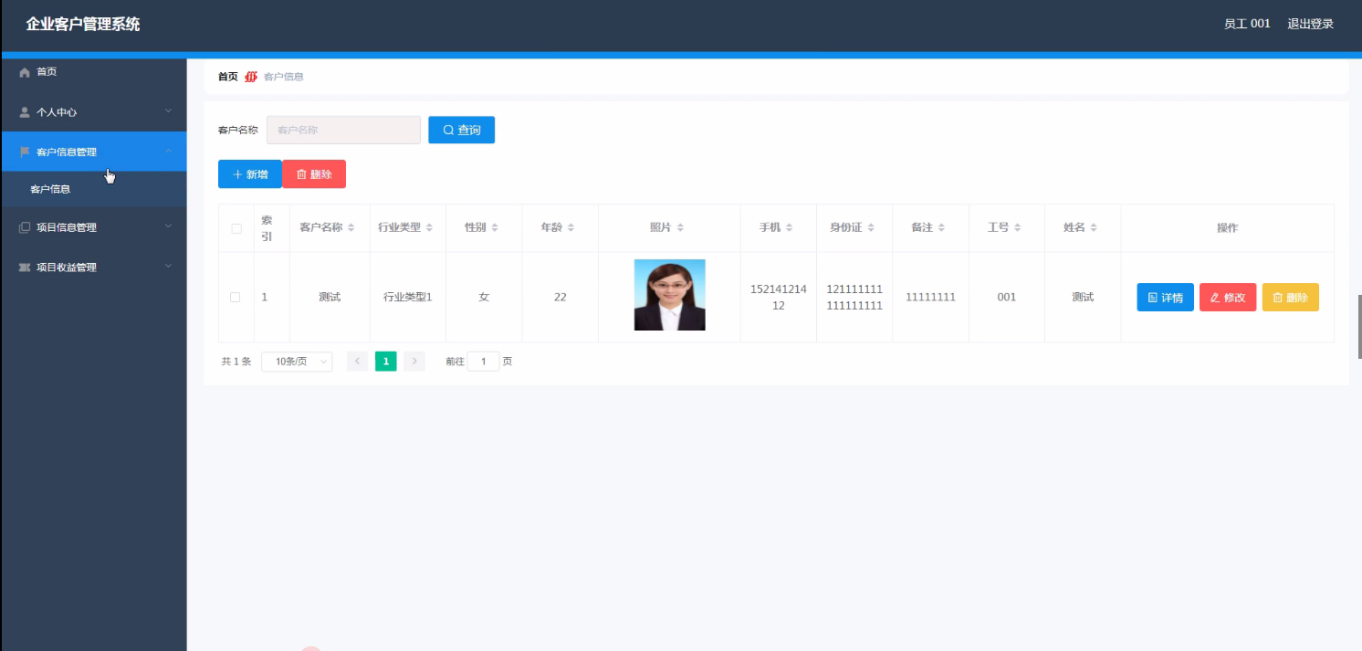 企业客户管理系统
员工 001 退出登录
首页
个人中心
客户信息管理
客户信息
项目信息管理
项目收益管理
首页 客户信息
客户名称 客户名称 查询
新增 删除
索引 客户名称 行业类型 性别 年龄 照片 手机 身份证 备注 工号 姓名 操作
1 测试 行业类型1 女 22 15214121412 121111111111111111 11111111 001 测试 详情 修改 删除
共 1 条 10条/页 1 前往 1 页